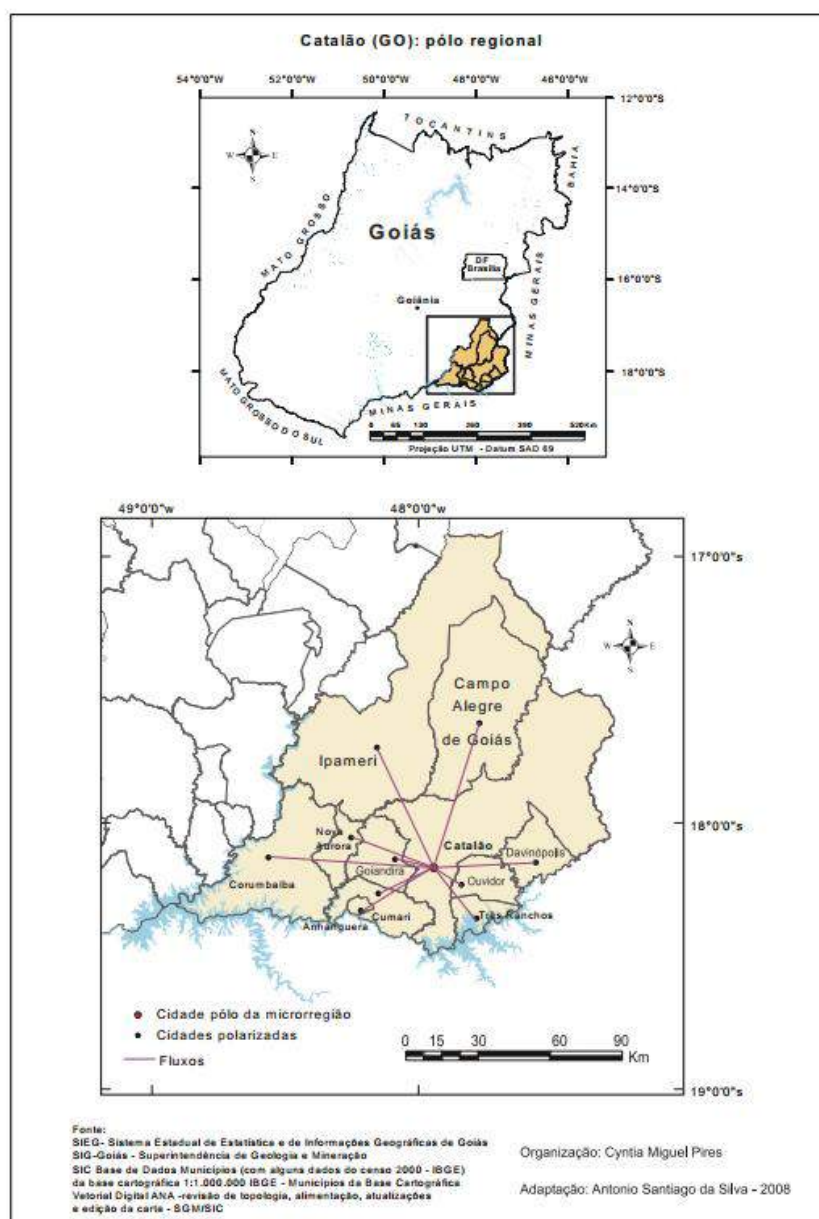 Catalão (GO): pólo regional
54°0'0"W 52°0'0"W 50°0'0"W 48°0'0"W 46°0'0"W
12°0'0"S
14°0'0"S
16°0'0"S
18°0'0"S
N
W E
S
TOCANTINS
BAHIA
MATO GROSSO
Goiás
DF
Brasília
Goiânia
MINAS GERAIS
MINAS GERAIS
MATO GROSSO DO SUL
0 65 130 260 390 520Km
Projeção UTM - Datum SAD 69
49°0'0"w 48°0'0"w
17°0'0"s
N
W E
S
Campo
Alegre
de Goiás
Ipameri
18°0'0"s
Nova
Aurora
Catalão
Davinópolis
Goiandira
Corumbaíba
Ouvidor
Três Ranchos
Cumari
Anhanguera
Cidade pólo da microrregião
Cidades polarizadas
Fluxos
0 15 30 60 90
Km
19°0'0"s
Fonte:
SIEG- Sistema Estadual de Estatística e de Informações Geográficas de Goiás
SIG-Goiás - Superintendência de Geologia e Mineração
SIC Base de Dados Municípios (com alguns dados do censo 2000 - IBGE)
da base cartográfica 1:1.000.000 IBGE - Municípios da Base Cartográfica
Vetorial Digital ANA -revisão de topologia, alimentação, atualizações
e edição da carta - SGM/SIC
Organização: Cyntia Miguel Pires
Adaptação: Antonio Santiago da Silva - 2008